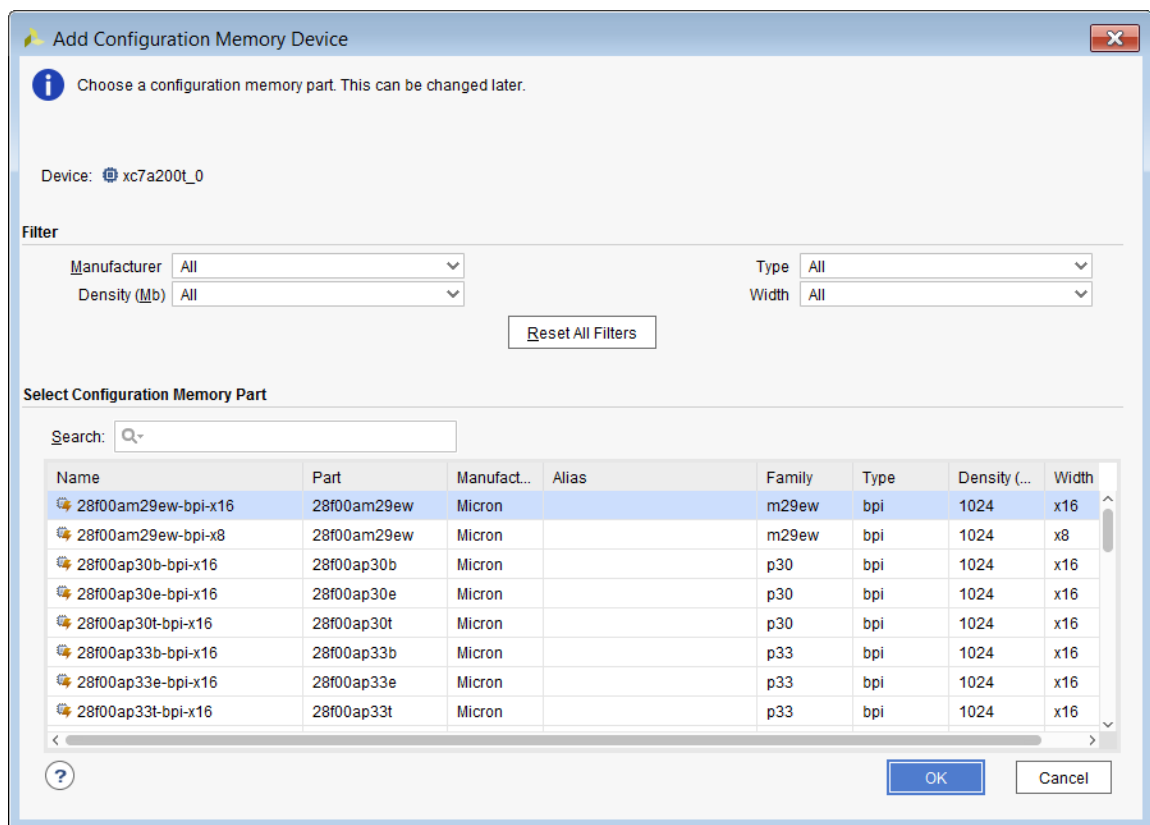 Add Configuration Memory Device
Choose a configuration memory part. This can be changed later.
Device: xc7a200t_0
Filter
Manufacturer All Type All
Density (Mb) All Width All
Reset All Filters
Select Configuration Memory Part
Search:
Name Part Manufact... Alias Family Type Density (... Width
28f00am29ew-bpi-x16 28f00am29ew Micron m29ew bpi 1024 x16
28f00am29ew-bpi-x8 28f00am29ew Micron m29ew bpi 1024 x8
28f00ap30b-bpi-x16 28f00ap30b Micron p30 bpi 1024 x16
28f00ap30e-bpi-x16 28f00ap30e Micron p30 bpi 1024 x16
28f00ap30t-bpi-x16 28f00ap30t Micron p30 bpi 1024 x16
28f00ap33b-bpi-x16 28f00ap33b Micron p33 bpi 1024 x16
28f00ap33e-bpi-x16 28f00ap33e Micron p33 bpi 1024 x16
28f00ap33t-bpi-x16 28f00ap33t Micron p33 bpi 1024 x16
? OK Cancel